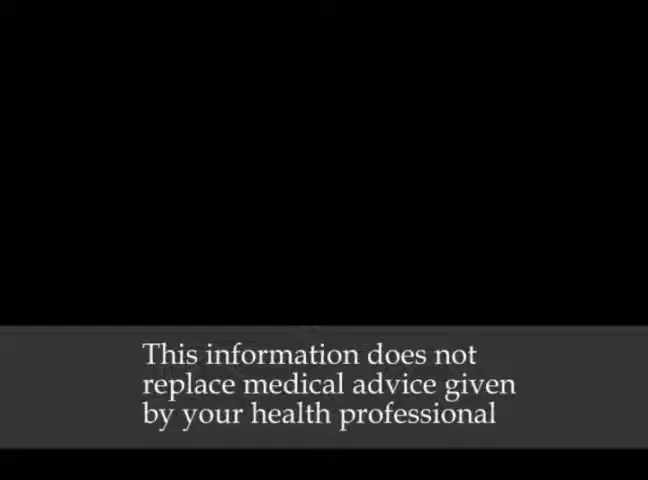 This information does not
replace medical advice given
by your health professional